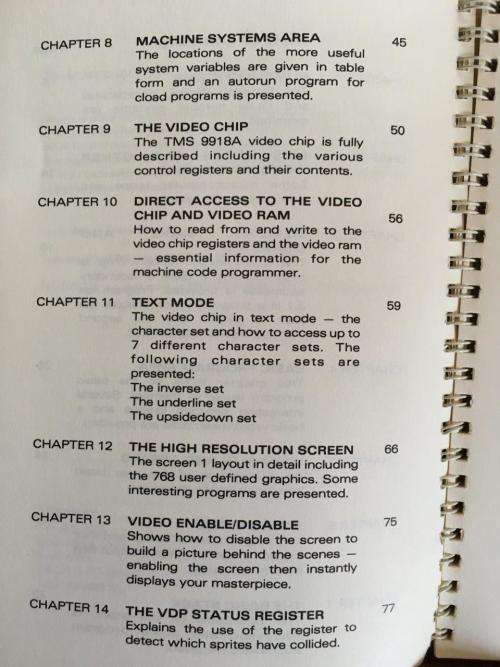 CHAPTER 8 MACHINE SYSTEMS AREA 45
The locations of the more useful
system variables are given in table
form and an autorun program for
cload programs is presented.
CHAPTER 9 THE VIDEO CHIP 50
The TMS 9918A video chip is fully
described including the various
control registers and their contents.
CHAPTER 10 DIRECT ACCESS TO THE VIDEO
CHIP AND VIDEO RAM 56
How to read from and write to the
video chip registers and the video ram
— essential information for the
machine code programmer.
CHAPTER 11 TEXT MODE 59
The video chip in text mode — the
character set and how to access up to
7 different character sets. The
following character sets are
presented:
The inverse set
The underline set
The upsidedown set
CHAPTER 12 THE HIGH RESOLUTION SCREEN 66
The screen 1 layout in detail including
the 768 user defined graphics. Some
interesting programs are presented.
CHAPTER 13 VIDEO ENABLE/DISABLE 75
Shows how to disable the screen to
build a picture behind the scenes —
enabling the screen then instantly
displays your masterpiece.
CHAPTER 14 THE VDP STATUS REGISTER 77
Explains the use of the register to
detect which sprites have collided.